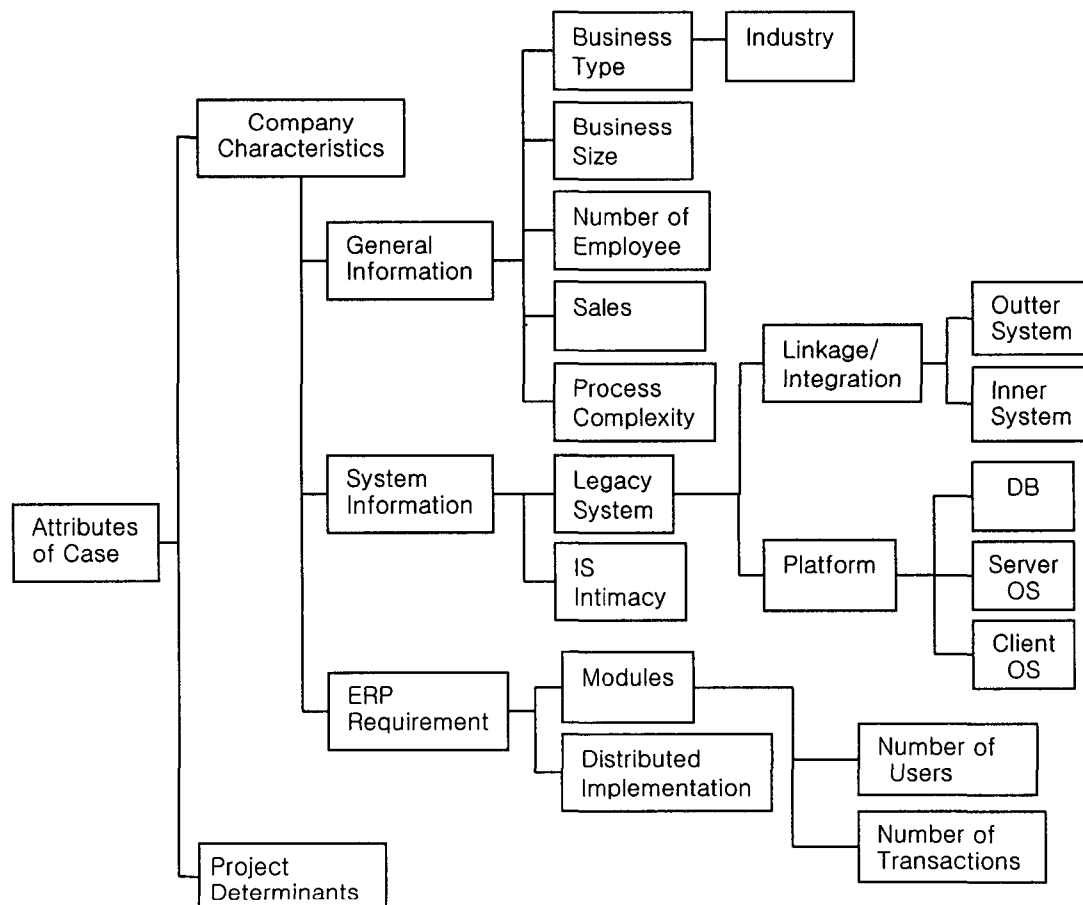 Business
Type
Industry
Company
Characteristics
Business
Size
General
Information
Number of
Employee
Sales
Process
Complexity
Linkage/
Integration
Outter
System
Inner
System
System
Information
Legacy
System
IS
Intimacy
Platform
DB
Server
OS
Client
OS
Attributes
of Case
ERP
Requirement
Modules
Distributed
Implementation
Number of
Users
Number of
Transactions
Project
Determinants